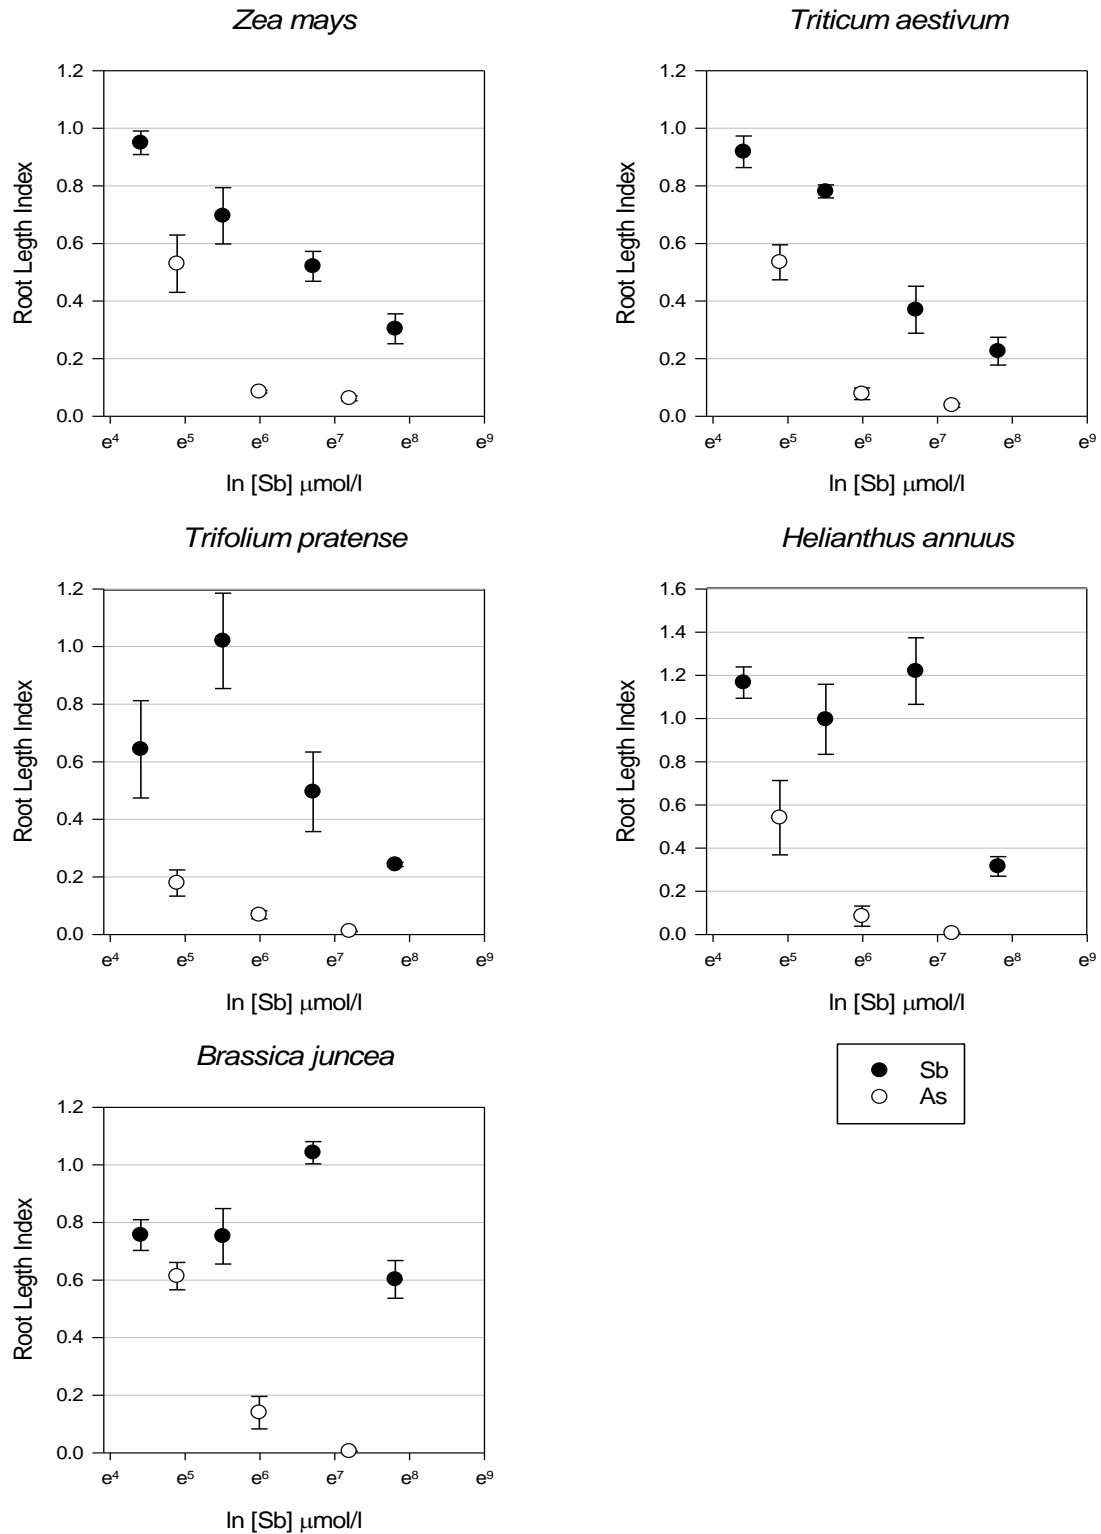 Zea mays
1.2
1.0
0.8
0.6
0.4
0.2
0.0
Root Legth Index
e⁴ e⁵ e⁶ e⁷ e⁸ e⁹
ln [Sb] μmol/l
Triticum aestivum
1.2
1.0
0.8
0.6
0.4
0.2
0.0
Root Legth Index
e⁴ e⁵ e⁶ e⁷ e⁸ e⁹
ln [Sb] μmol/l
Trifolium pratense
1.2
1.0
0.8
0.6
0.4
0.2
0.0
Root Legth Index
e⁴ e⁵ e⁶ e⁷ e⁸ e⁹
ln [Sb] μmol/l
Helianthus annuus
1.6
1.4
1.2
1.0
0.8
0.6
0.4
0.2
0.0
Root Legth Index
e⁴ e⁵ e⁶ e⁷ e⁸ e⁹
ln [Sb] μmol/l
Brassica juncea
1.2
1.0
0.8
0.6
0.4
0.2
0.0
Root Legth Index
e⁴ e⁵ e⁶ e⁷ e⁸ e⁹
ln [Sb] μmol/l
Sb
As